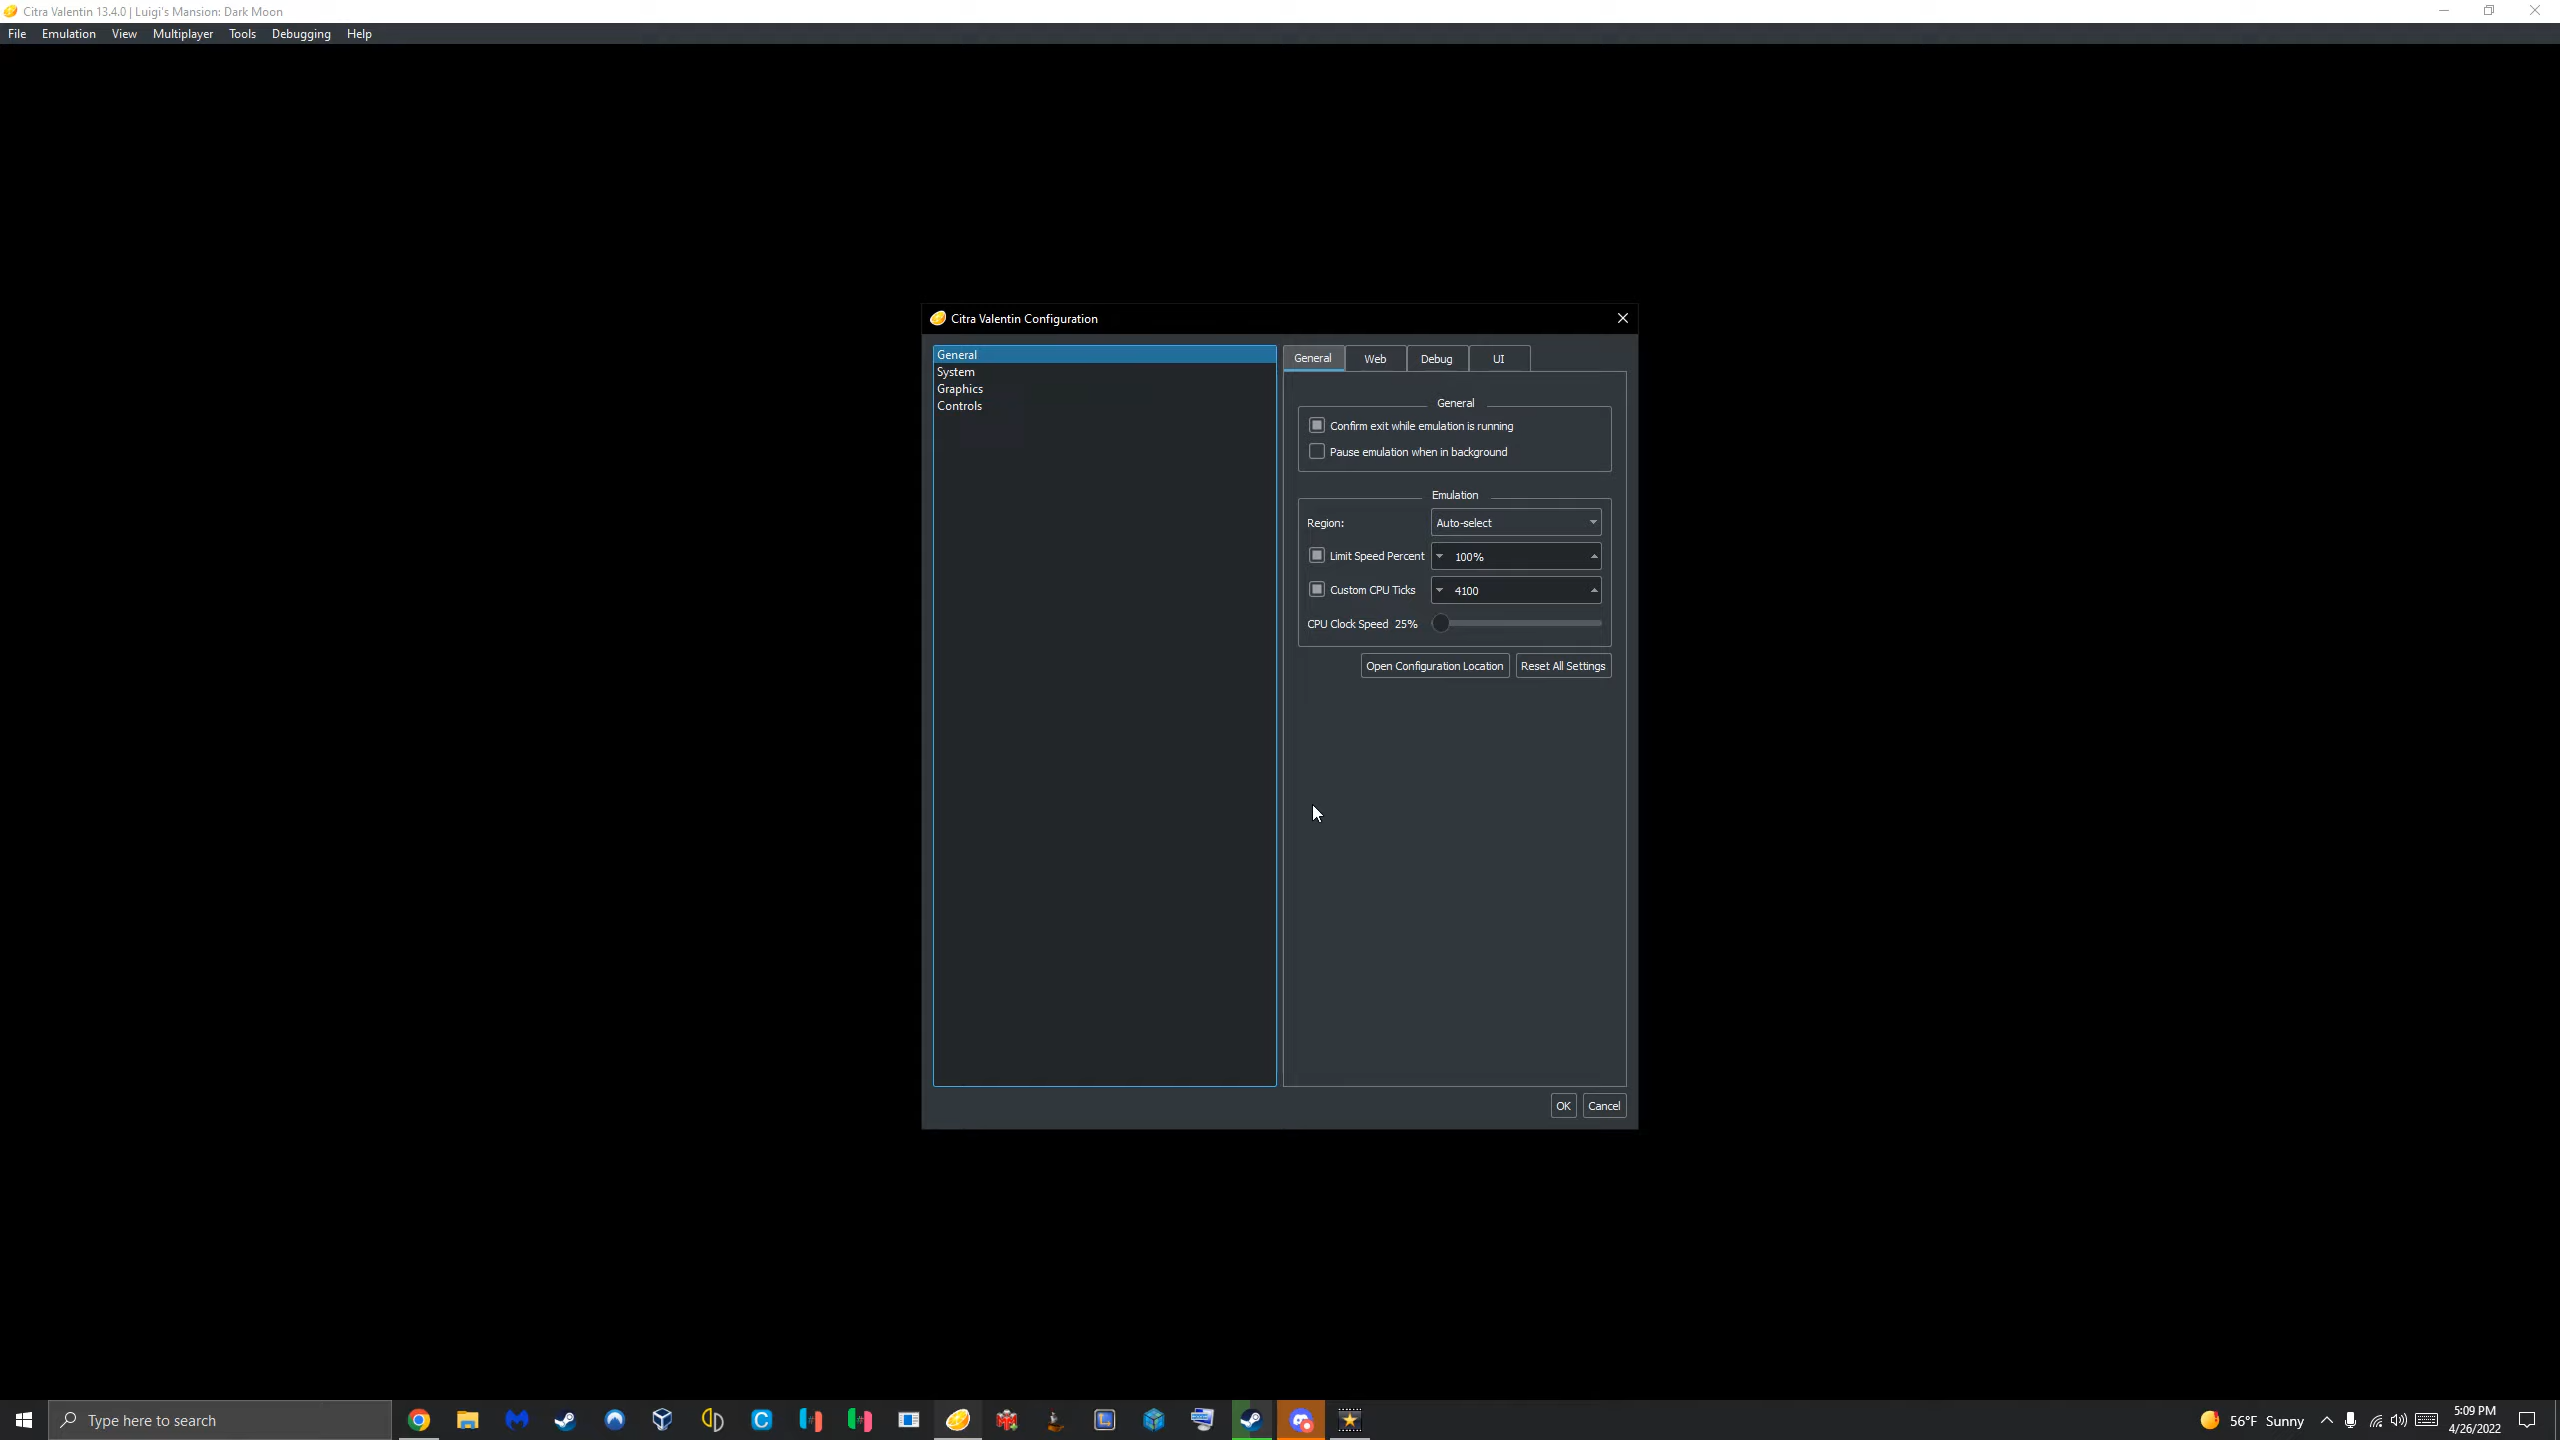 Citra Valentin 13.4.0 | Luigi's Mansion: Dark Moon
File Emulation View Multiplayer Tools Debugging Help
Citra Valentin Configuration
General
System
Graphics
Controls
General Web Debug UI
General
Confirm exit while emulation is running
Pause emulation when in background
Emulation
Region: Auto-select
Limit Speed Percent 100%
Custom CPU Ticks 4100
CPU Clock Speed 25%
Open Configuration Location Reset All Settings
OK Cancel
Type here to search
56°F Sunny
5:09 PM
4/26/2022